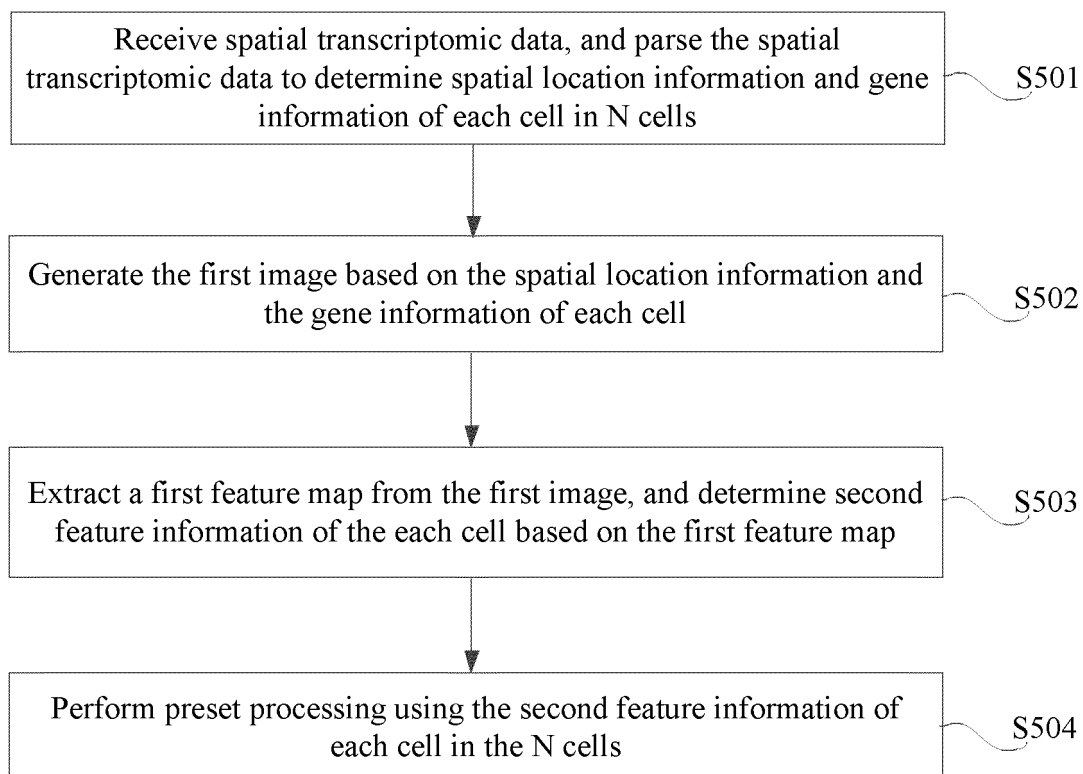 Receive spatial transcriptomic data, and parse the spatial
transcriptomic data to determine spatial location information and gene
information of each cell in N cells
S501
Generate the first image based on the spatial location information and
the gene information of each cell
S502
Extract a first feature map from the first image, and determine second
feature information of the each cell based on the first feature map
S503
Perform preset processing using the second feature information of
each cell in the N cells
S504